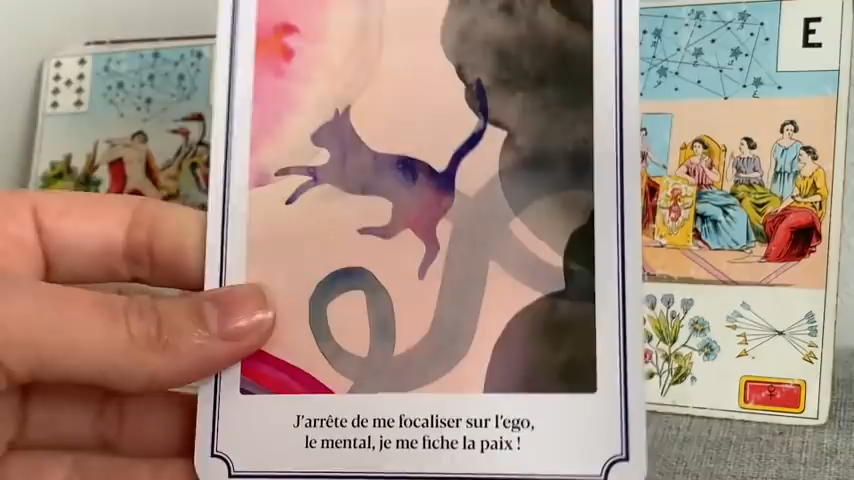 E
J'arrête de me focaliser sur l'ego,
le mental, je me fiche la paix !